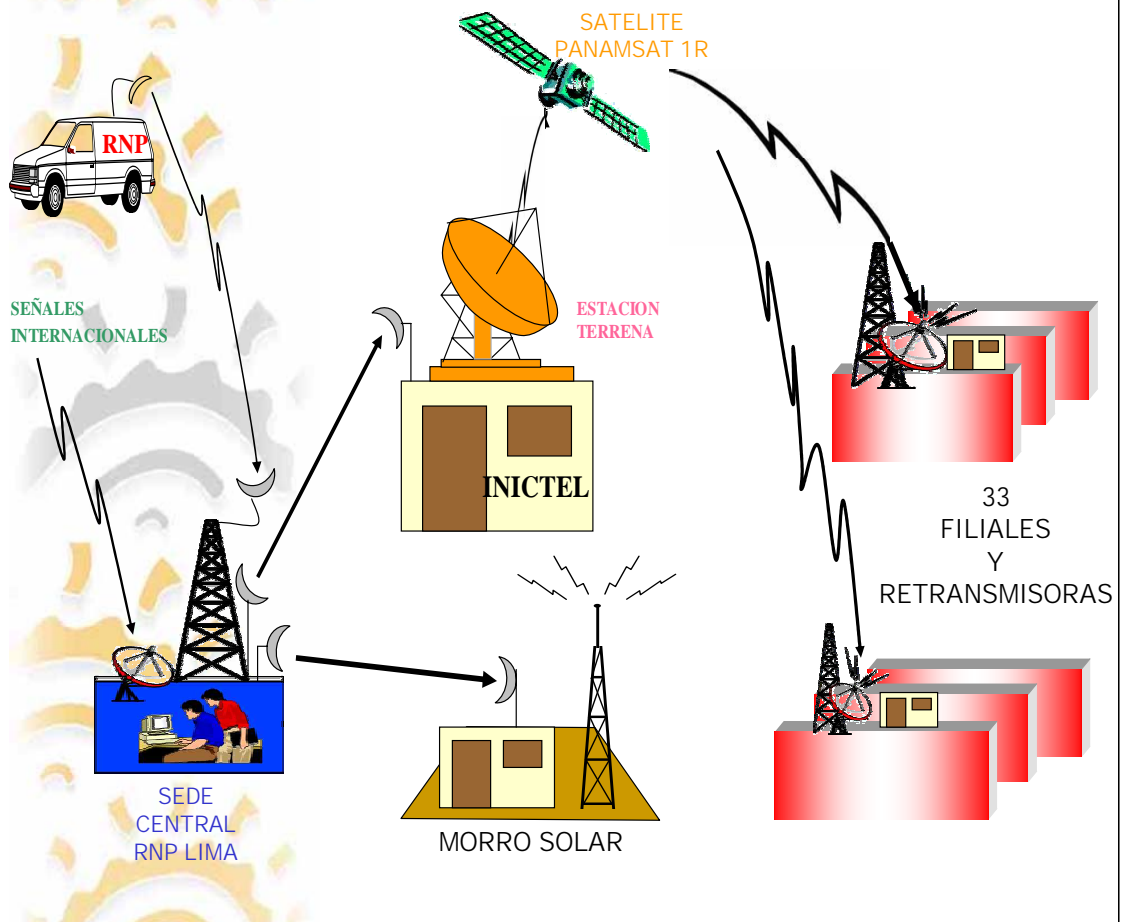 SATELITE
PANAMSAT 1R
RNP
SEÑALES
INTERNACIONALES
ESTACION
TERRENA
INICTEL
33
FILIALES
Y
RETRANSMISORAS
SEDE
CENTRAL
RNP LIMA
MORRO SOLAR